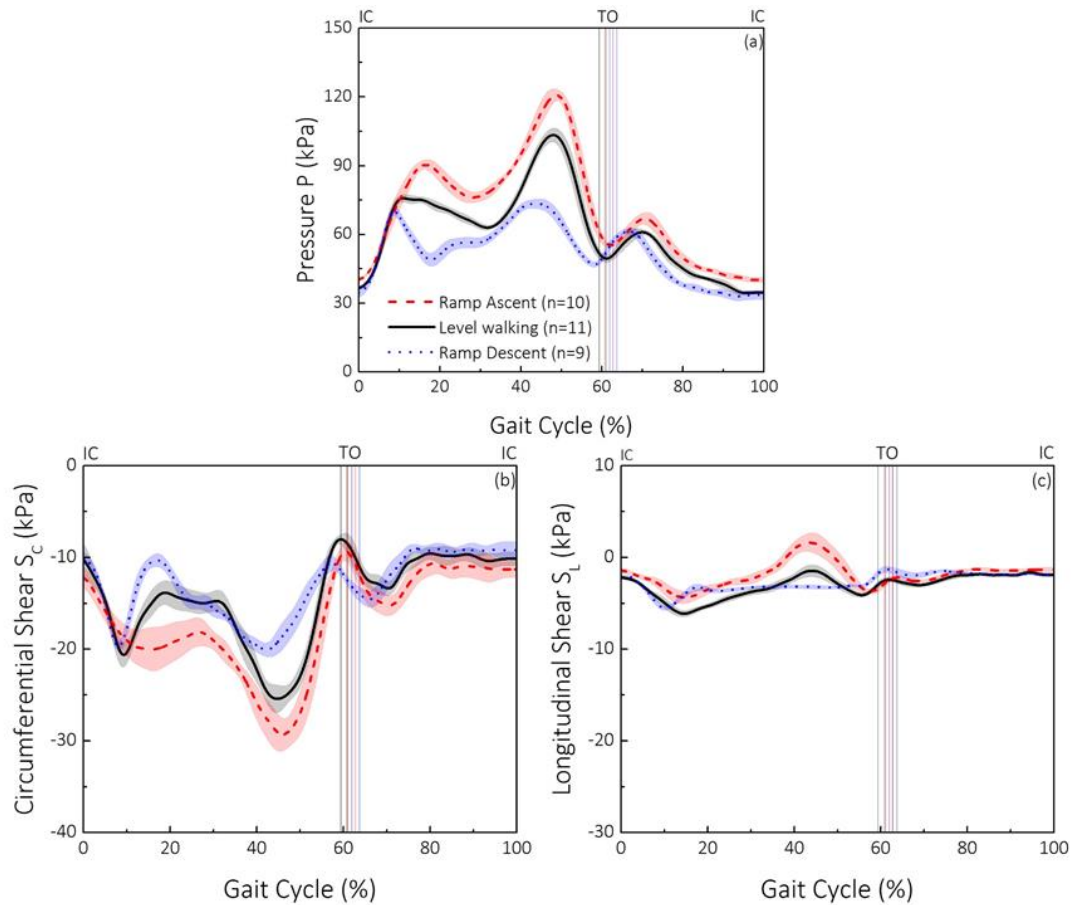 IC TO IC
150
120
90
60
30
0
Pressure P (kPa)
(a)
Ramp Ascent (n=10)
Level walking (n=11)
Ramp Descent (n=9)
0 20 40 60 80 100
Gait Cycle (%)
IC TO IC
0
-10
-20
-30
-40
Circumferential Shear S_C (kPa)
(b)
0 20 40 60 80 100
Gait Cycle (%)
IC TO IC
10
0
-10
-20
-30
Longitudinal Shear S_L (kPa)
(c)
0 20 40 60 80 100
Gait Cycle (%)